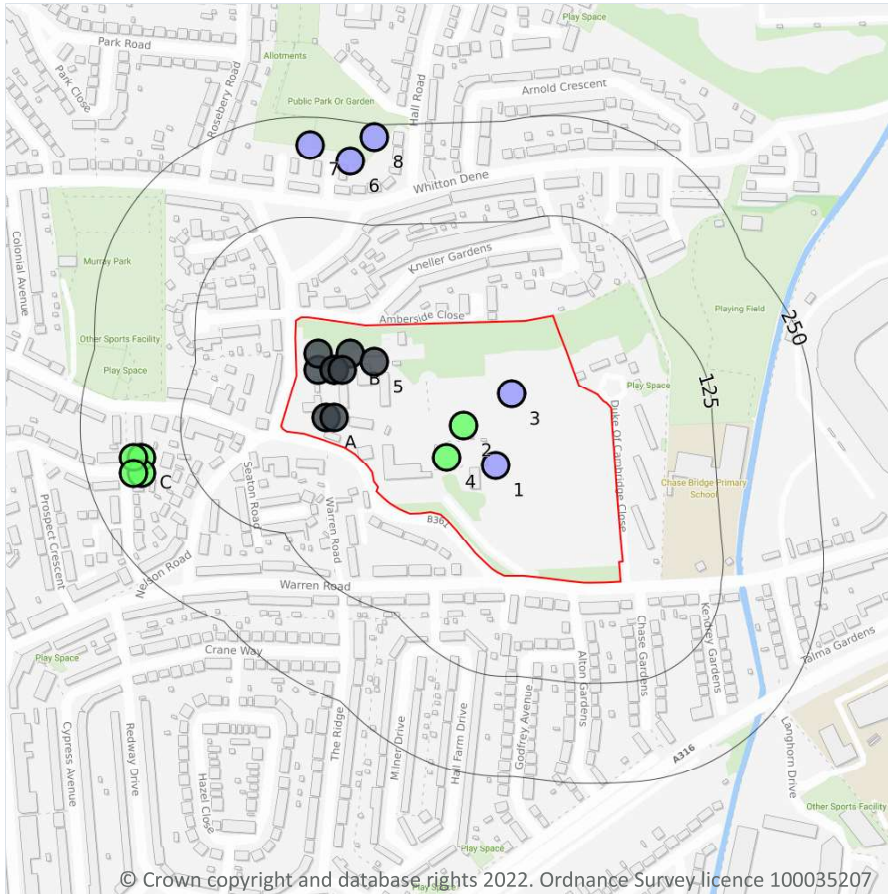 Play Space
Park Road
Allotments
Park Close
Rosebery Road
Hall Road
Arnold Crescent
Public Park Or Garden
7
8
6
Whitton Dene
Colonial Avenue
Murray Park
Kneller Gardens
Playing Field
250
Other Sports Facility
Play Space
Amberside Close
B
5
Play Space
125
3
Duke Of Cambridge Close
A
2
4
1
C
Seaton Road
Warren Road
Chase Bridge Primary
School
Prospect Crescent
B361
Nelson Road
Warren Road
Crane Way
Play Space
Chase Gardens
Kendrey Gardens
Talma Gardens
Alton Gardens
Godfrey Avenue
The Ridge
Milner Drive
Hall Farm Drive
Cypress Avenue
Redway Drive
Hazel Close
A316
Langhorn Drive
Other Sports Facility
Play Space
Play Space
© Crown copyright and database rights 2022. Ordnance Survey licence 100035207